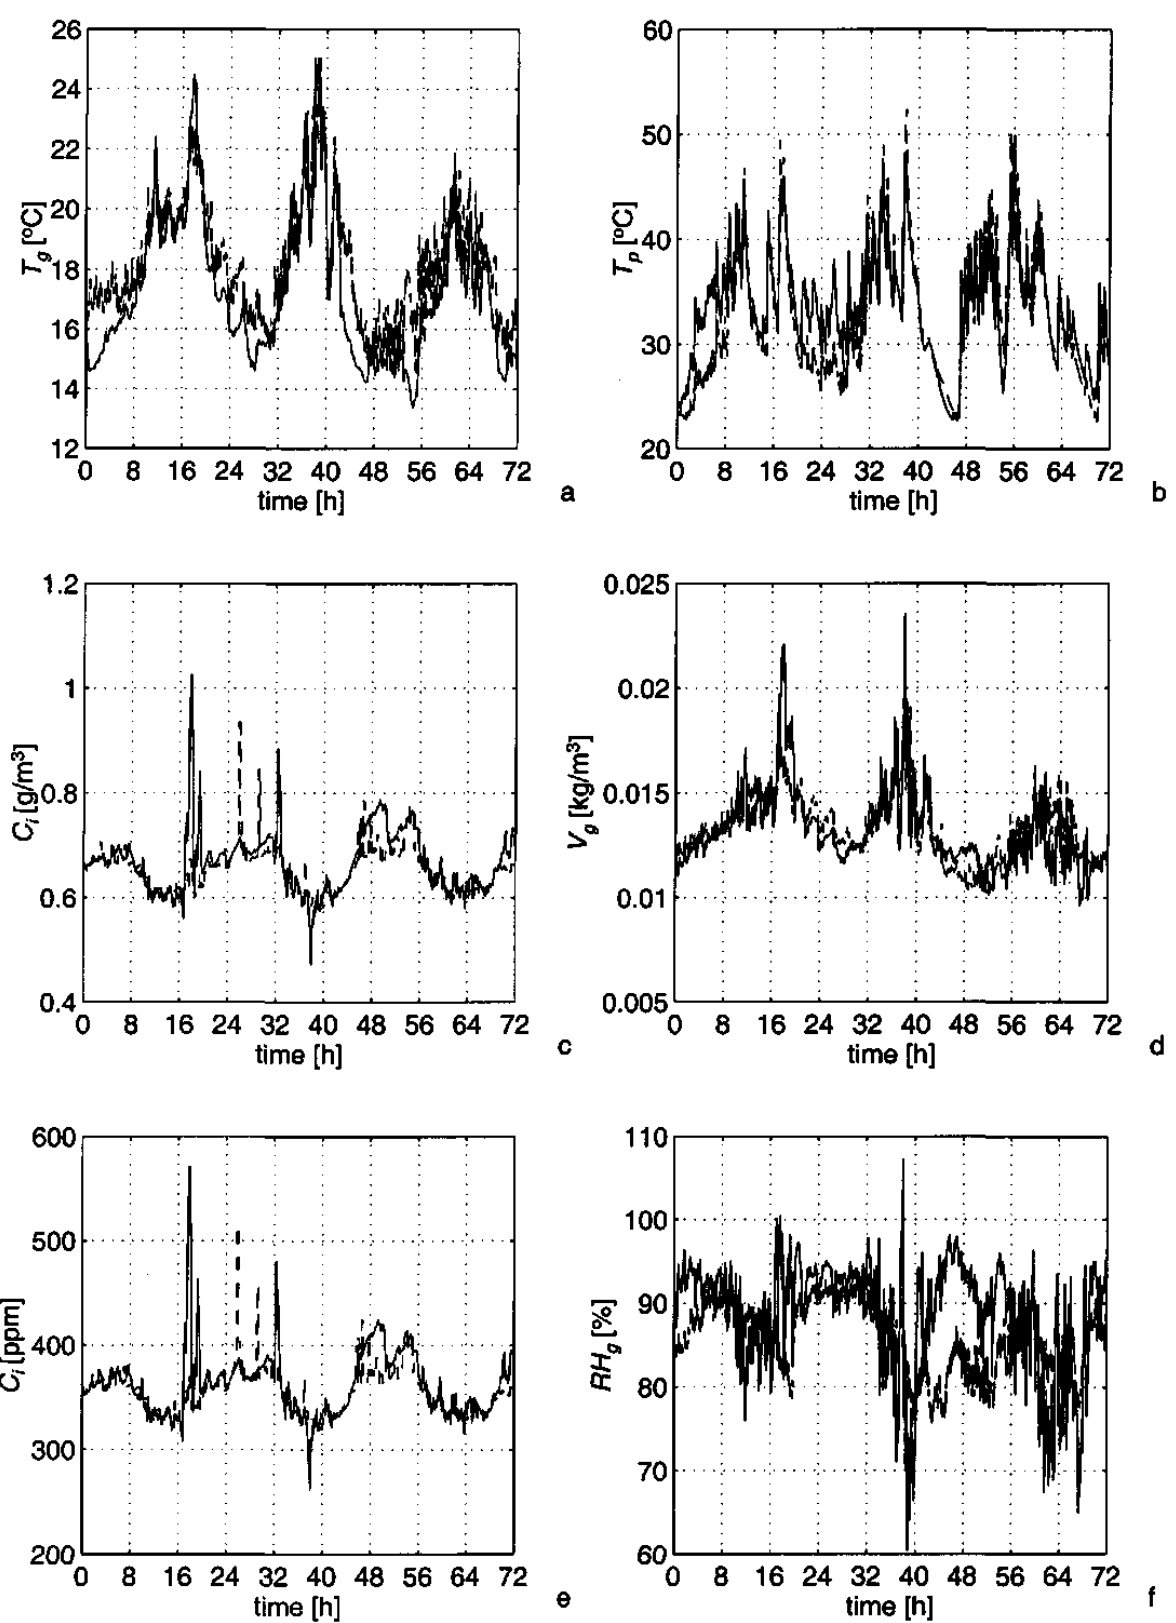 26
24
22
20
18
16
14
12
T_g [ºC]
0 8 16 24 32 40 48 56 64 72
time [h]
a
60
50
40
30
20
T_p [ºC]
0 8 16 24 32 40 48 56 64 72
time [h]
b
1.2
1
0.8
0.6
0.4
C_i [g/m³]
0 8 16 24 32 40 48 56 64 72
time [h]
c
0.025
0.02
0.015
0.01
0.005
V_g [kg/m³]
0 8 16 24 32 40 48 56 64 72
time [h]
d
600
500
400
300
200
C_i [ppm]
0 8 16 24 32 40 48 56 64 72
time [h]
e
110
100
90
80
70
60
RH_g [%]
0 8 16 24 32 40 48 56 64 72
time [h]
f